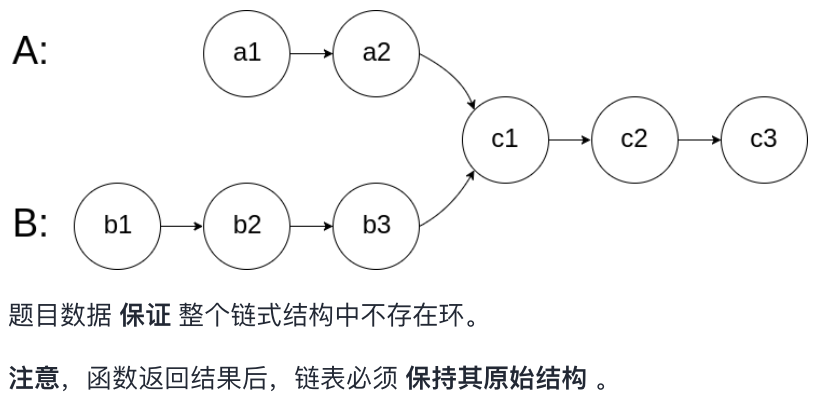 A:
a1
a2
c1
c2
c3
B:
b1
b2
b3
题目数据 保证 整个链式结构中不存在环。
注意，函数返回结果后，链表必须 保持其原始结构 。